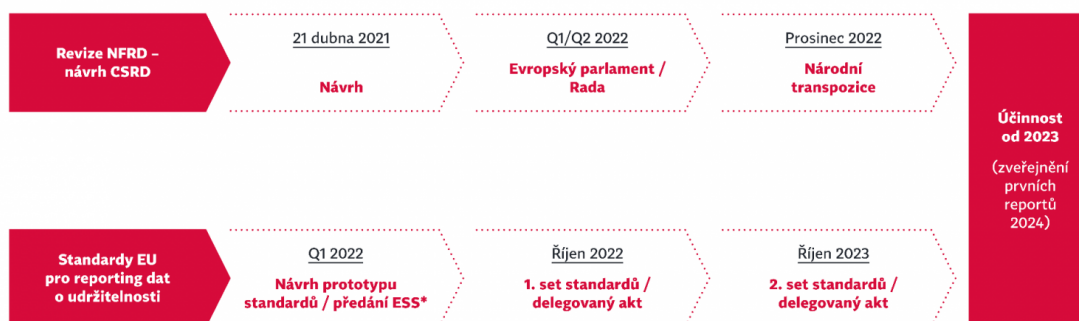 Revize NFRD –
návrh CSRD
21 dubna 2021
Návrh
Q1/Q2 2022
Evropský parlament /
Rada
Prosinec 2022
Národní
transpozice
Účinnost
od 2023
(zveřejnění
prvních
reportů
2024)
Standardy EU
pro reporting dat
o udržitelnosti
Q1 2022
Návrh prototypu
standardů / předání ESS*
Říjen 2022
1. set standardů /
delegovaný akt
Říjen 2023
2. set standardů /
delegovaný akt